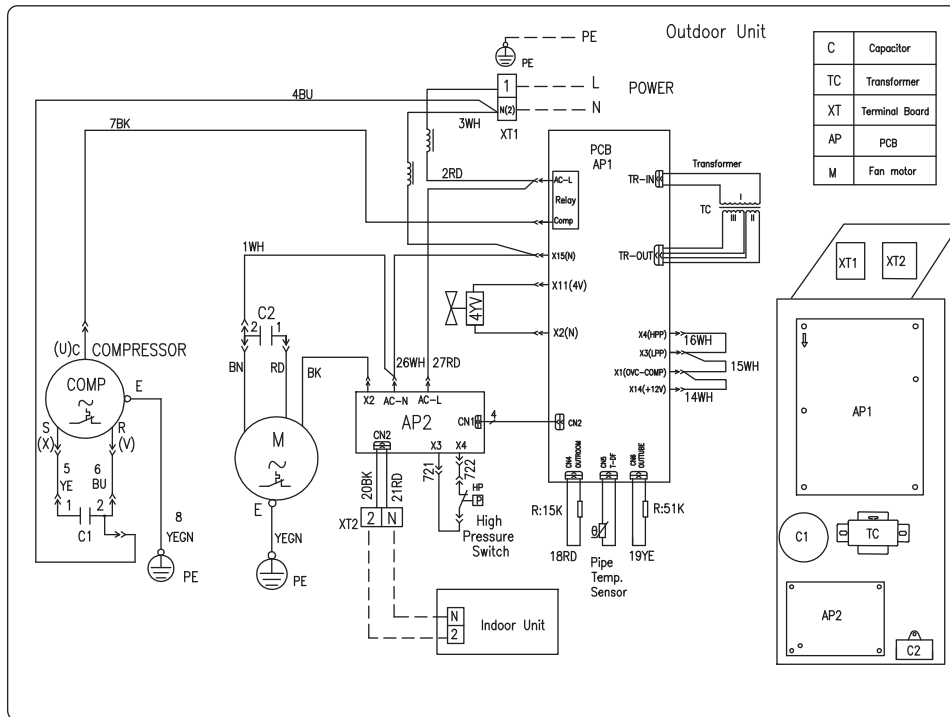 Outdoor Unit
PE
PE
1
L
N(2)
N
POWER
XT1
4BU
3WH
7BK
2RD
C Capacitor
TC Transformer
XT Terminal Board
AP PCB
M Fan motor
PCB
AP1
AC-L
Relay
Comp
X15(N)
X11(4V)
X2(N)
TR-IN
TR-OUT
Transformer
TC
I
III
II
X4(HPP)
16WH
X3(LPP)
15WH
X1(OVC-COMP)
X14(+12V)
14WH
CN2
CN4
OUTROOM
CN5
T-DF
CN6
OUTTUBE
R:15K
18RD
θ
Pipe
Temp.
Sensor
R:51K
19YE
1WH
C2
2
1
BN
RD
BK
4YV
26WH
27RD
(U)C
COMPRESSOR
COMP
E
S
(X)
R
(V)
5
YE
6
BU
1
2
C1
8
YEGN
PE
M
E
YEGN
PE
X2
AC-N
AC-L
AP2
CN1
4
CN2
X3
X4
20BK
21RD
721
722
HP
P
High
Pressure
Switch
XT2
2
N
N
2
Indoor Unit
XT1
XT2
AP1
C1
TC
AP2
C2